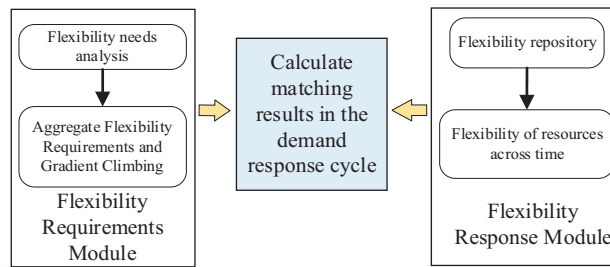 Flexibility needs
analysis
Aggregate Flexibility
Requirements and
Gradient Climbing
Flexibility
Requirements
Module
Calculate
matching
results in the
demand
response cycle
Flexibility repository
Flexibility of resources
across time
Flexibility
Response Module